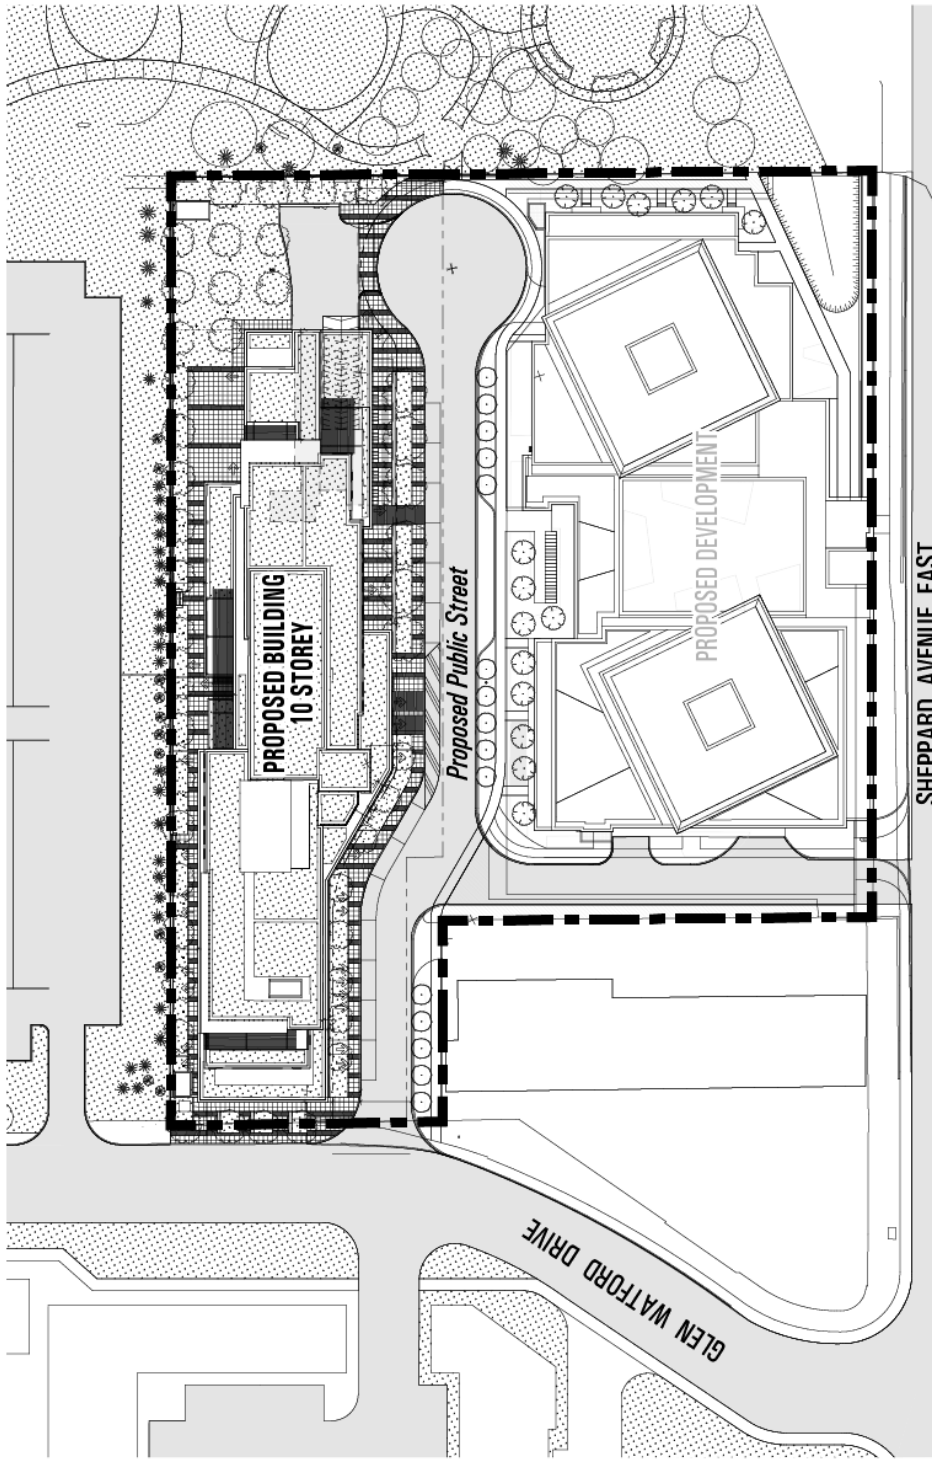 PROPOSED BUILDING
10 STOREY
Proposed Public Street
PROPOSED DEVELOPMENT
SHEPPARD AVENUE EAST
GLEN WATFORD DRIVE